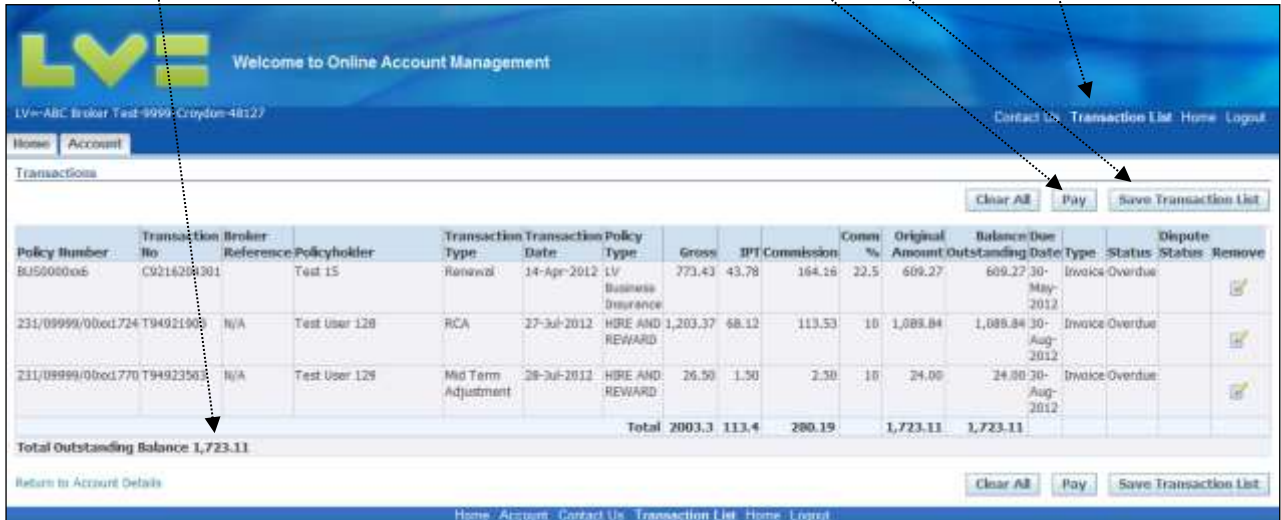 LV=
Welcome to Online Account Management
LV=-ABC Broker Test-9999-Croydon-48127
Contact Us Transaction List Home Logout
Home Account
Transactions
Clear All Pay Save Transaction List
Policy Number Transaction No Broker Reference Policyholder Transaction Type Transaction Date Policy Type Gross IPT Commission Comm % Original Amount Balance Outstanding Due Date Type Status Dispute Status Remove
Test 15 Renewal 14-Apr-2012 LV Business Insurance 773.43 43.78 164.16 22.5 609.27 609.27 30-May-2012 Invoice Overdue
N/A Test User 128 RCA 27-Jul-2012 HIRE AND REWARD 1,203.37 68.12 113.53 10 1,089.84 1,089.84 30-Aug-2012 Invoice Overdue
N/A Test User 129 Mid Term Adjustment 28-Jul-2012 HIRE AND REWARD 26.50 1.50 2.50 10 24.00 24.00 30-Aug-2012 Invoice Overdue
Total 2003.3 113.4 280.19 1,723.11 1,723.11
Total Outstanding Balance 1,723.11
Return to Account Details
Clear All Pay Save Transaction List
Home Account Contact Us Transaction List Home Logout